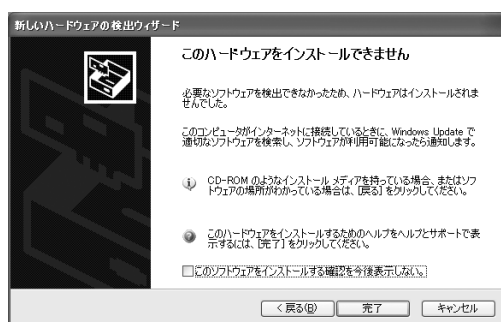 新しいハードウェアの検出ウィザード
このハードウェアをインストールできません
必要なソフトウェアを検出できなかったため、ハードウェアはインストールされま
せんでした。
このコンピュータがインターネットに接続しているときに、Windows Update で
適切なソフトウェアを検索し、ソフトウェアが利用可能になったら通知します。
CD-ROM のようなインストール メディアを持っている場合、またはソフ
トウェアの場所がわかっている場合は、[戻る] をクリックしてください。
このハードウェアをインストールするためのヘルプをヘルプとサポートで表
示するには、[完了] をクリックしてください。
このソフトウェアをインストールする確認を今後表示しない。
< 戻る(B)
完了
キャンセル